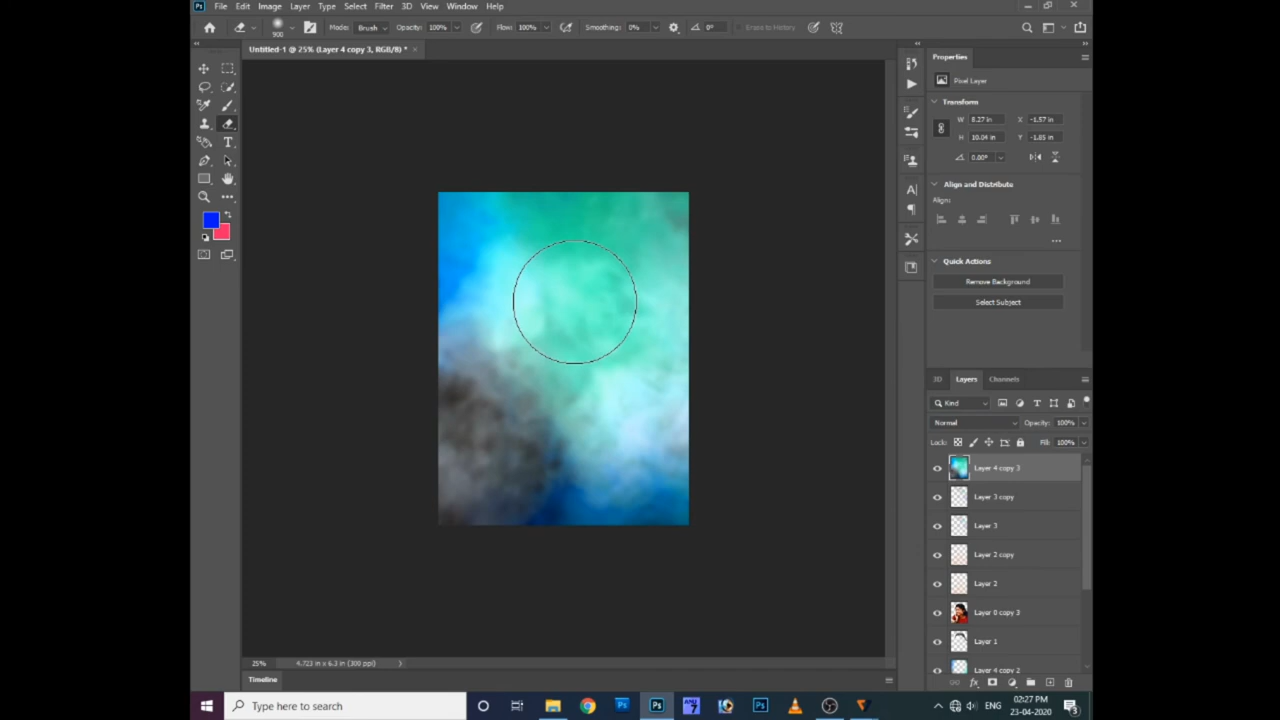 Ps File Edit Image Layer Type Select Filter 3D View Window Help
900 Mode: Brush Opacity: 100% Flow: 100% Smoothing: 0% 0° Erase to History
Untitled-1 @ 25% (Layer 4 copy 3, RGB/8) * ×
Properties
Pixel Layer
Transform
W 8.27 in X -1.57 in
H 10.04 in Y -1.85 in
0.00°
Align and Distribute
Align:
Quick Actions
Remove Background
Select Subject
3D Layers Channels
Kind
Normal Opacity: 100%
Lock: Fill: 100%
Layer 4 copy 3
Layer 3 copy
Layer 3
Layer 2 copy
Layer 2
Layer 0 copy 3
Layer 1
Layer 4 copy 2
25% 4.723 in x 6.3 in (300 ppi)
Timeline
Type here to search
ENG
02:27 PM
23-04-2020
3